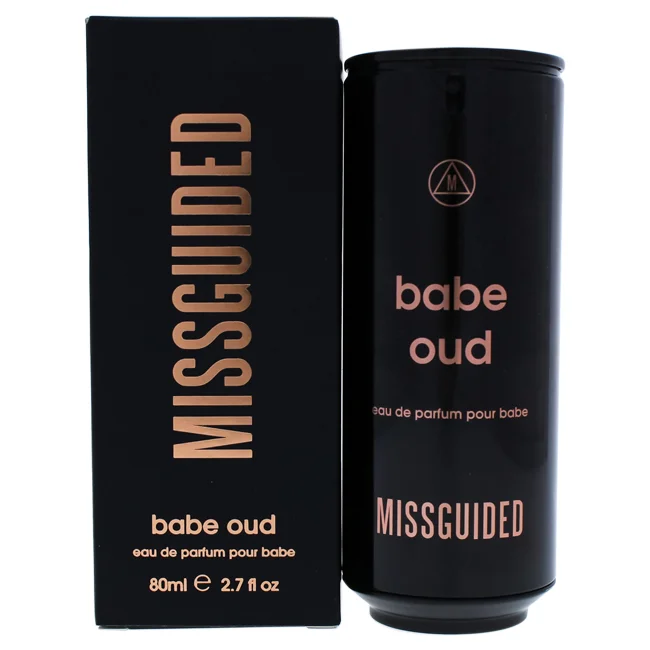 MISSGUIDED
babe oud
eau de parfum pour babe
80ml e 2.7 fl oz
M
babe
oud
eau de parfum pour babe
MISSGUIDED